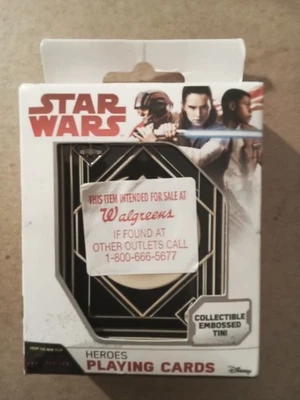 STAR
WARS
THIS ITEM INTENDED FOR SALE AT
Walgreens
IF FOUND AT
OTHER OUTLETS CALL
1-800-666-5677
COLLECTIBLE
EMBOSSED
TIN!
HEROES
PLAYING CARDS
Disney